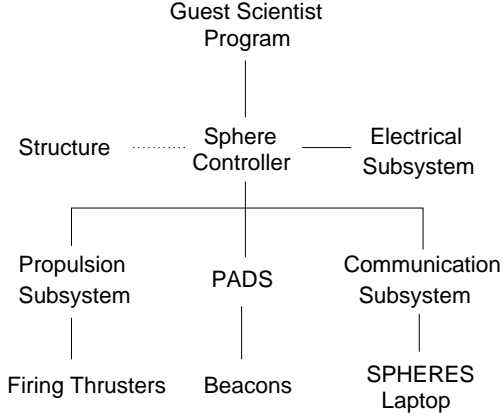 Guest Scientist
Program
Structure
Sphere
Controller
Electrical
Subsystem
Propulsion
Subsystem
PADS
Communication
Subsystem
Firing Thrusters
Beacons
SPHERES
Laptop